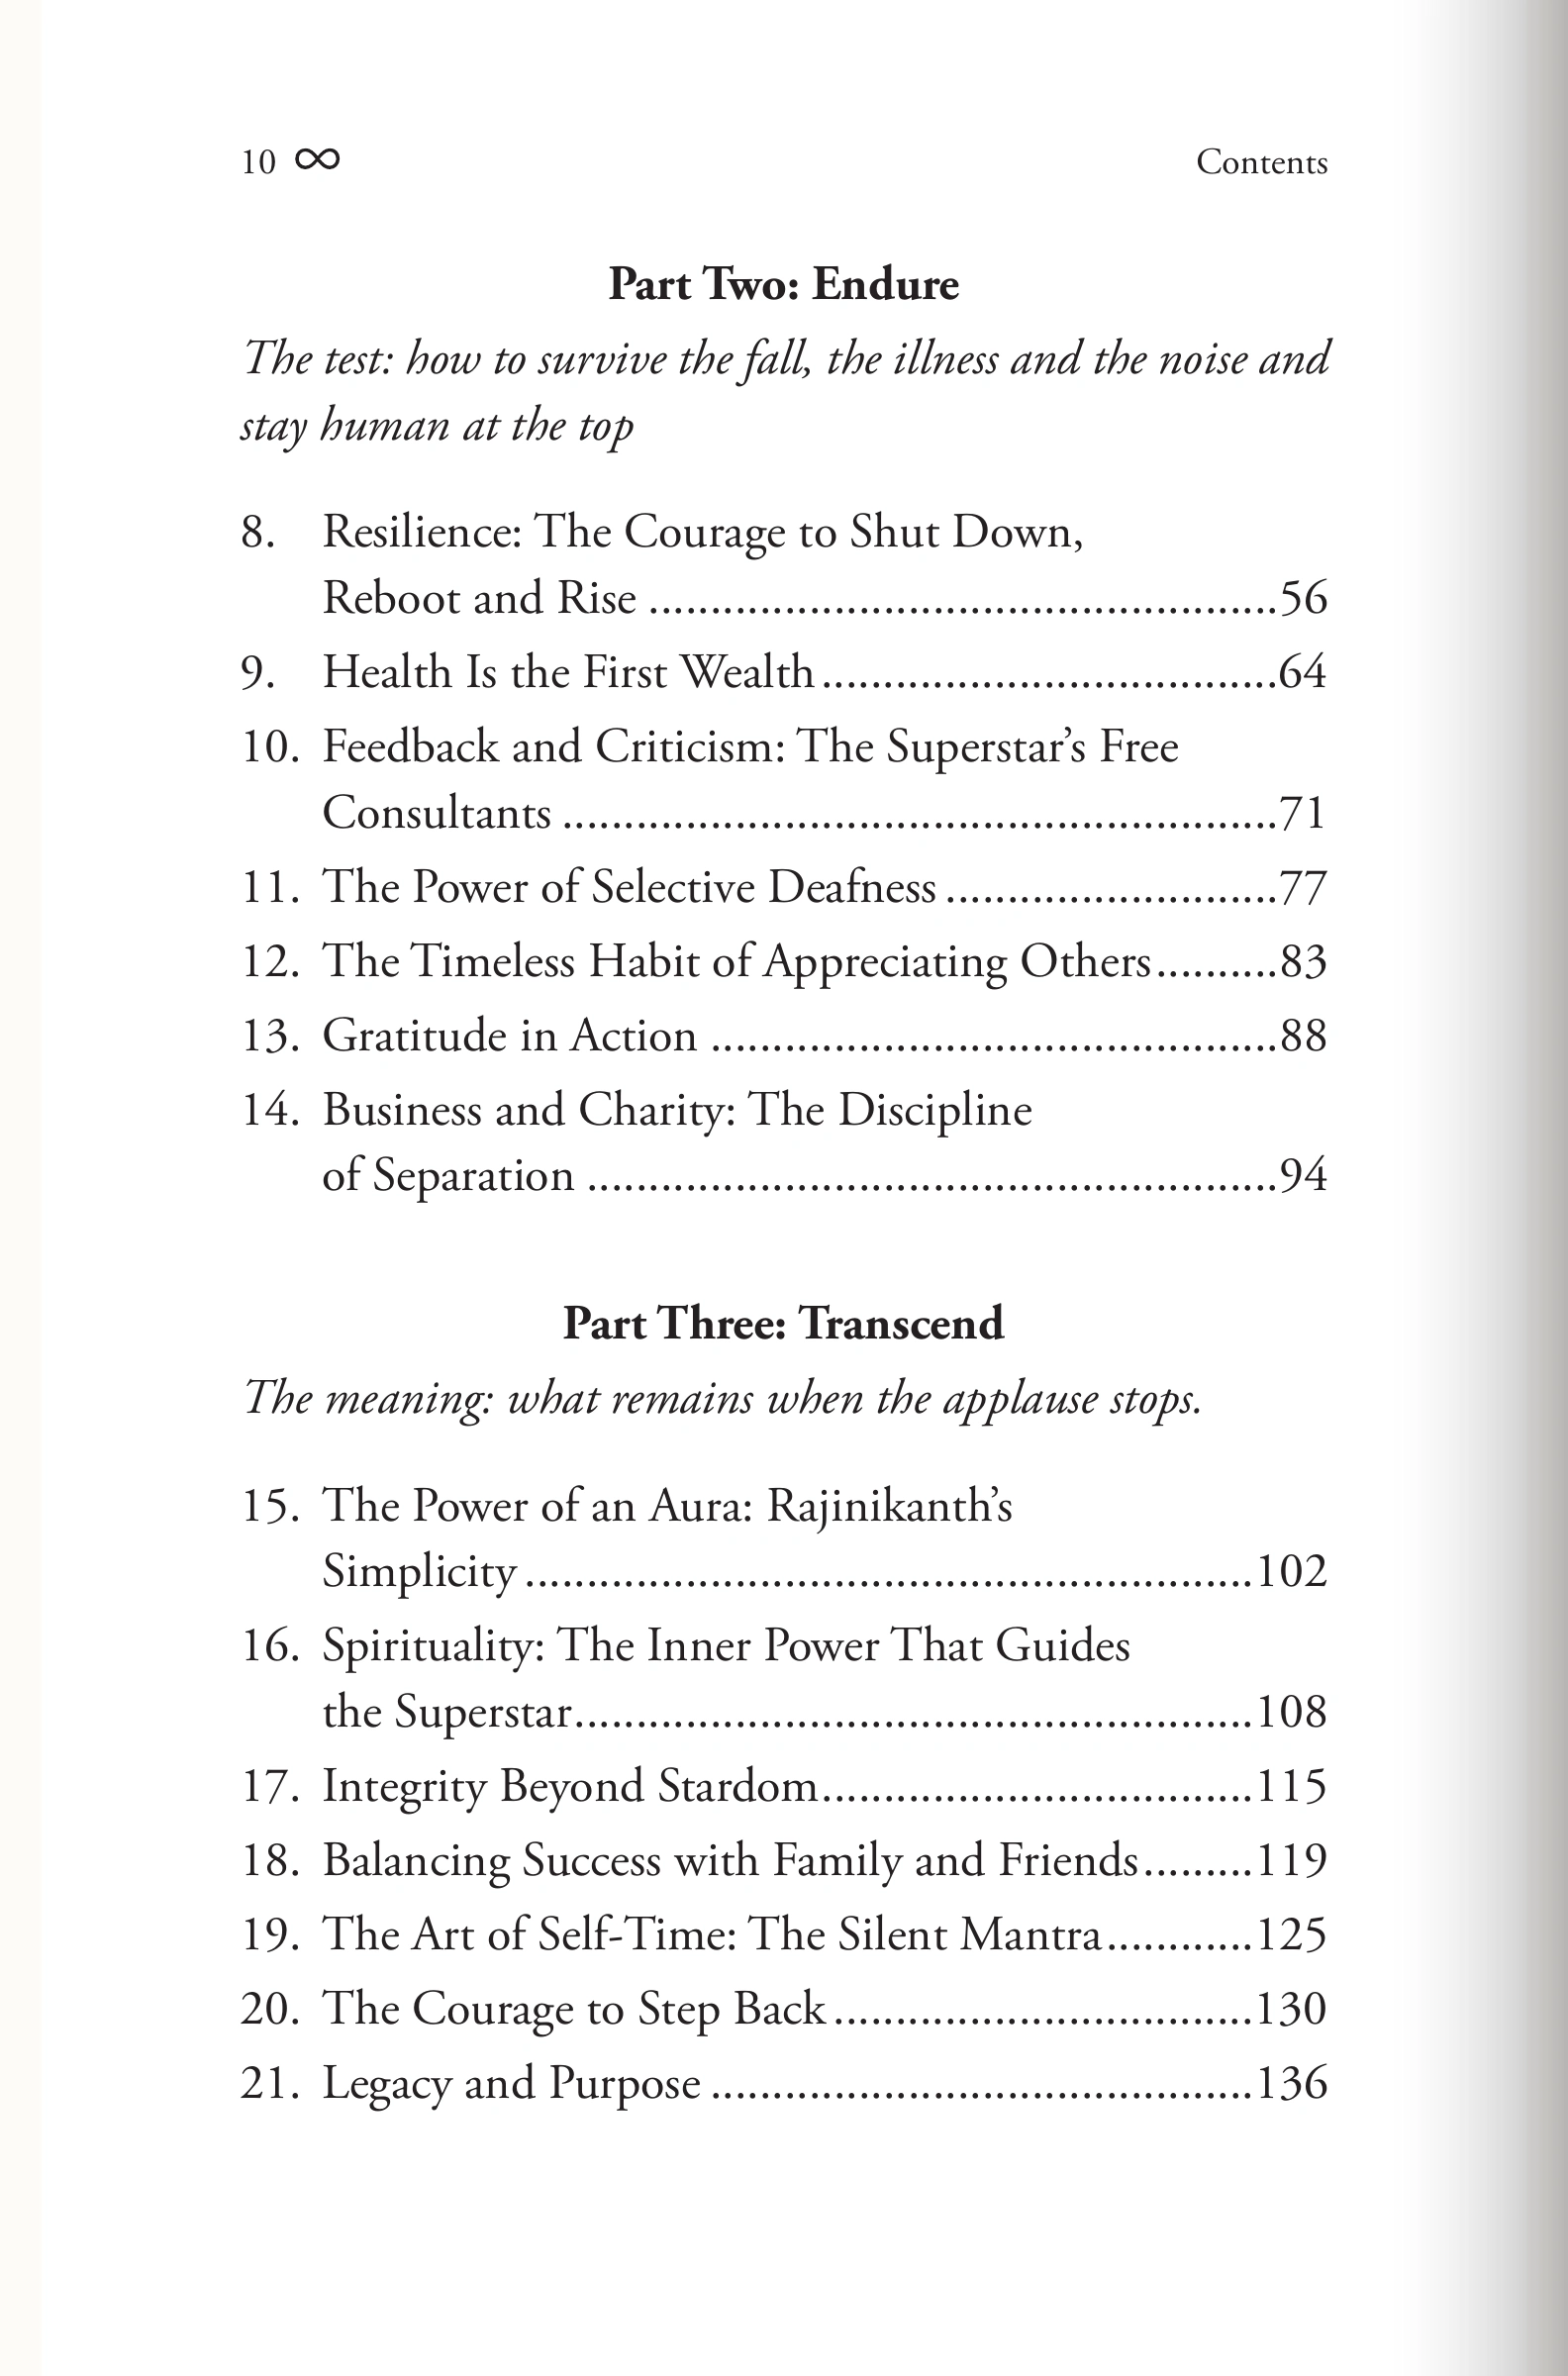 10 ∞ Contents
Part Two: Endure
The test: how to survive the fall, the illness and the noise and
stay human at the top
8. Resilience: The Courage to Shut Down,
Reboot and Rise ..................................................56
9. Health Is the First Wealth....................................64
10. Feedback and Criticism: The Superstar’s Free
Consultants .........................................................71
11. The Power of Selective Deafness ..........................77
12. The Timeless Habit of Appreciating Others..........83
13. Gratitude in Action .............................................88
14. Business and Charity: The Discipline
of Separation .......................................................94
Part Three: Transcend
The meaning: what remains when the applause stops.
15. The Power of an Aura: Rajinikanth’s
Simplicity..........................................................102
16. Spirituality: The Inner Power That Guides
the Superstar......................................................108
17. Integrity Beyond Stardom..................................115
18. Balancing Success with Family and Friends.........119
19. The Art of Self-Time: The Silent Mantra............125
20. The Courage to Step Back.................................130
21. Legacy and Purpose ...........................................136